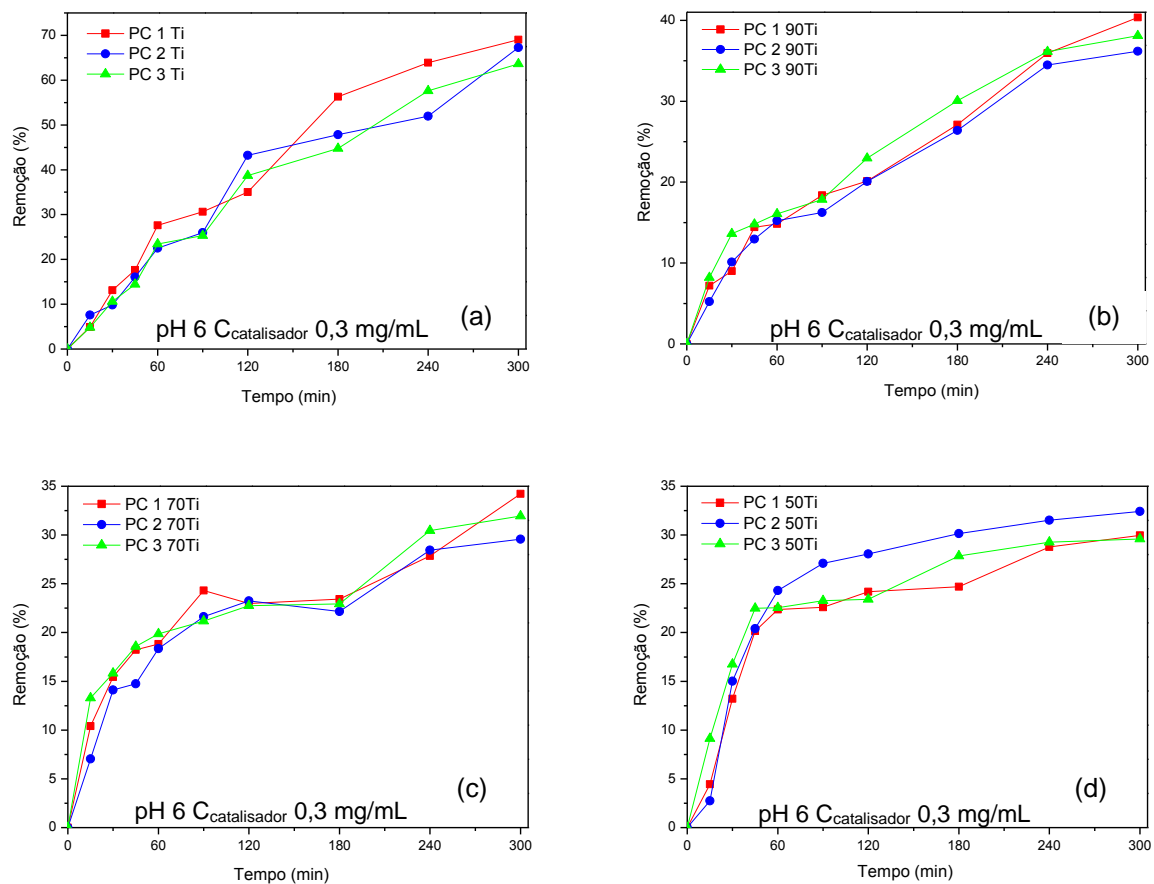 PC 1 Ti
PC 2 Ti
PC 3 Ti
70
60
50
40
30
20
10
0
Remoção (%)
pH 6 Ccatalisador 0,3 mg/mL
(a)
0 60 120 180 240 300
Tempo (min)
PC 1 90Ti
PC 2 90Ti
PC 3 90Ti
40
30
20
10
0
Remoção (%)
pH 6 Ccatalisador 0,3 mg/mL
(b)
0 60 120 180 240 300
Tempo (min)
PC 1 70Ti
PC 2 70Ti
PC 3 70Ti
35
30
25
20
15
10
5
0
Remoção (%)
pH 6 Ccatalisador 0,3 mg/mL
(c)
0 60 120 180 240 300
Tempo (min)
PC 1 50Ti
PC 2 50Ti
PC 3 50Ti
35
30
25
20
15
10
5
0
Remoção (%)
pH 6 Ccatalisador 0,3 mg/mL
(d)
0 60 120 180 240 300
Tempo (min)